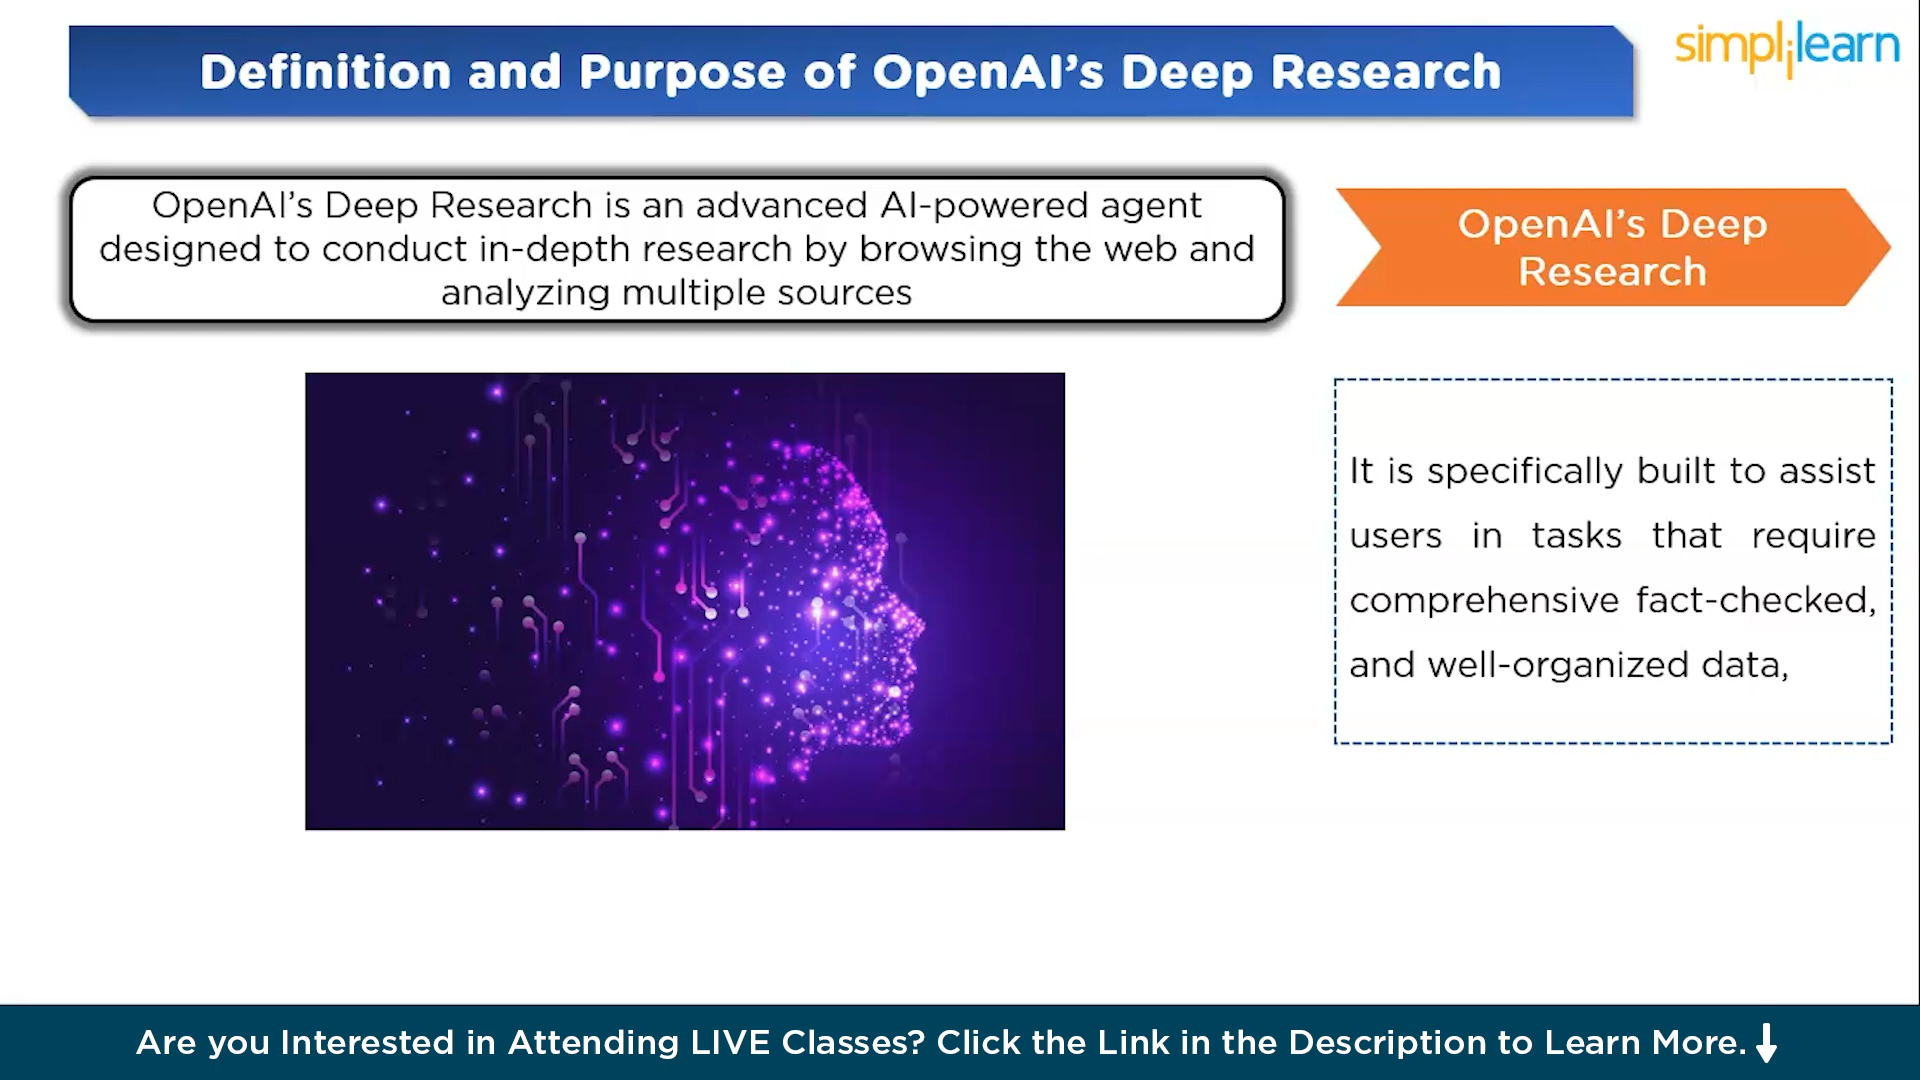 Definition and Purpose of OpenAI’s Deep Research
simplilearn
OpenAI’s Deep Research is an advanced AI-powered agent
designed to conduct in-depth research by browsing the web and
analyzing multiple sources
OpenAI’s Deep
Research
It is specifically built to assist
users in tasks that require
comprehensive fact-checked,
and well-organized data,
Are you Interested in Attending LIVE Classes? Click the Link in the Description to Learn More.